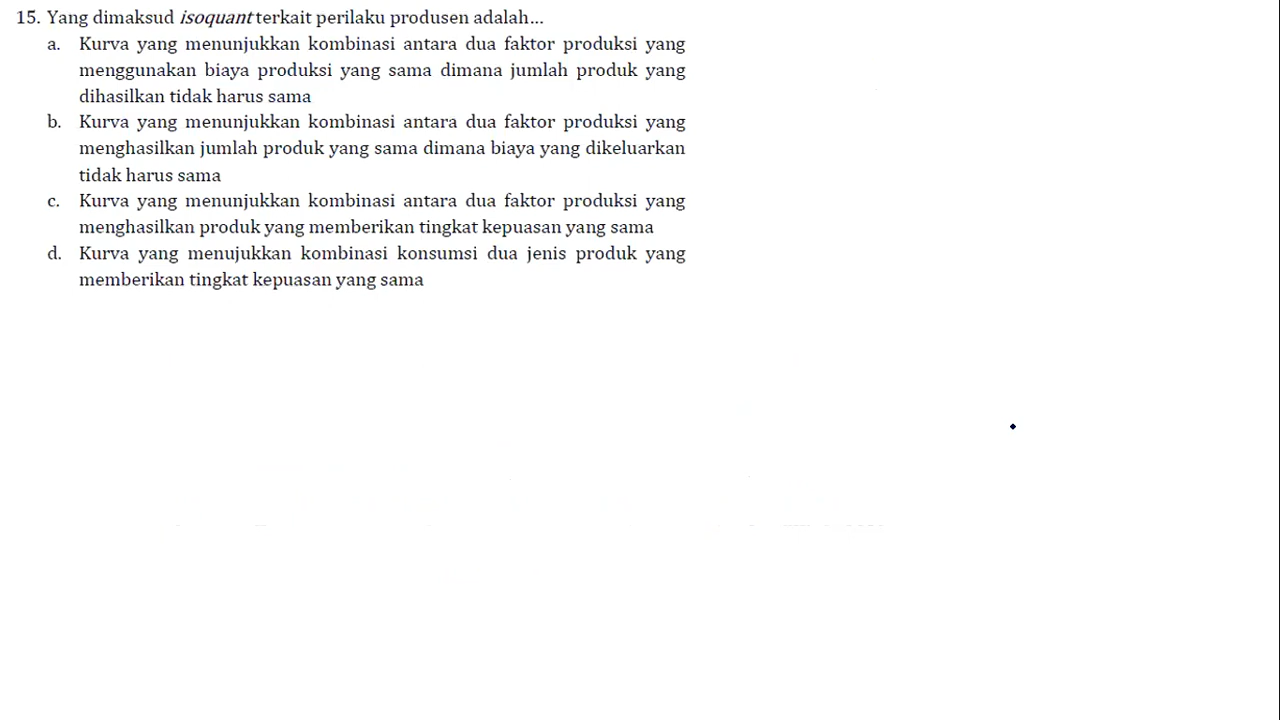 15. Yang dimaksud isoquant terkait perilaku produsen adalah...
a. Kurva yang menunjukkan kombinasi antara dua faktor produksi yang
menggunakan biaya produksi yang sama dimana jumlah produk yang
dihasilkan tidak harus sama
b. Kurva yang menunjukkan kombinasi antara dua faktor produksi yang
menghasilkan jumlah produk yang sama dimana biaya yang dikeluarkan
tidak harus sama
c. Kurva yang menunjukkan kombinasi antara dua faktor produksi yang
menghasilkan produk yang memberikan tingkat kepuasan yang sama
d. Kurva yang menujukkan kombinasi konsumsi dua jenis produk yang
memberikan tingkat kepuasan yang sama